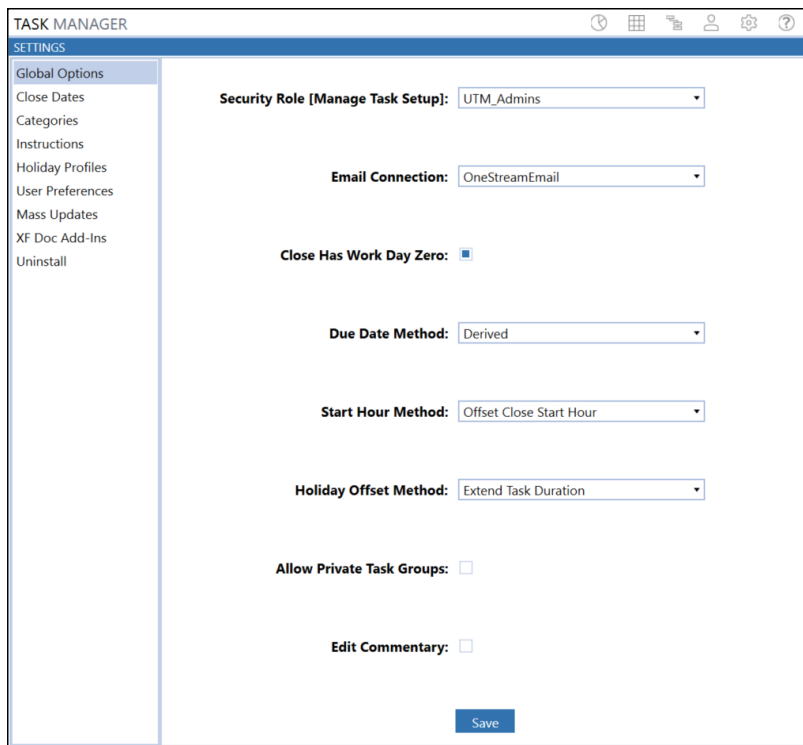 TASK MANAGER
SETTINGS
Global Options
Close Dates
Categories
Instructions
Holiday Profiles
User Preferences
Mass Updates
XF Doc Add-Ins
Uninstall
Security Role [Manage Task Setup]: UTM_Admins
Email Connection: OneStreamEmail
Close Has Work Day Zero:
Due Date Method: Derived
Start Hour Method: Offset Close Start Hour
Holiday Offset Method: Extend Task Duration
Allow Private Task Groups:
Edit Commentary:
Save